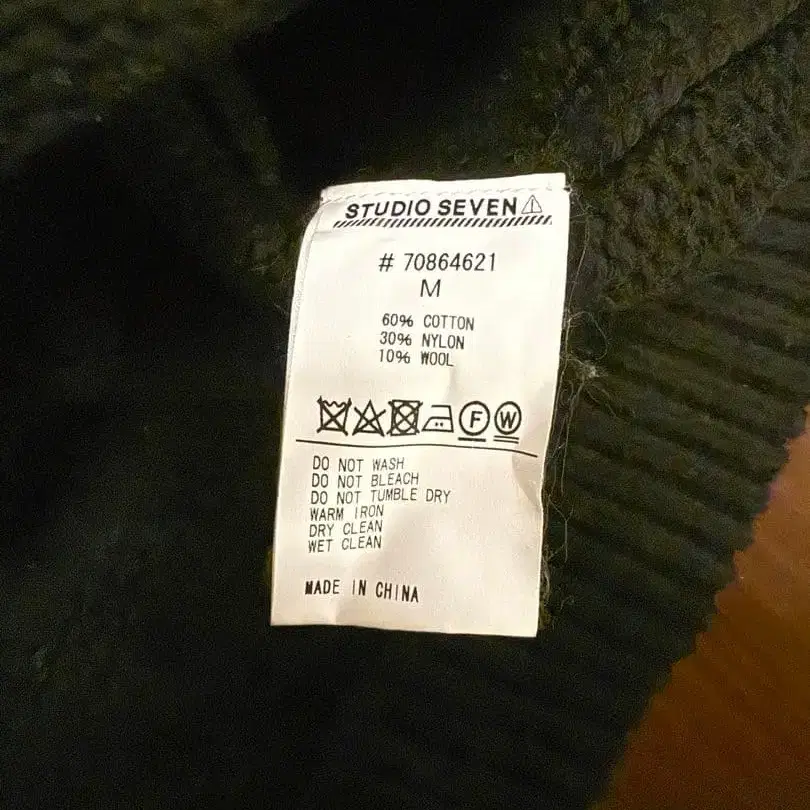 STUDIO SEVEN
# 70864621
M
60% COTTON
30% NYLON
10% WOOL
F W
DO NOT WASH
DO NOT BLEACH
DO NOT TUMBLE DRY
WARM IRON
DRY CLEAN
WET CLEAN
MADE IN CHINA